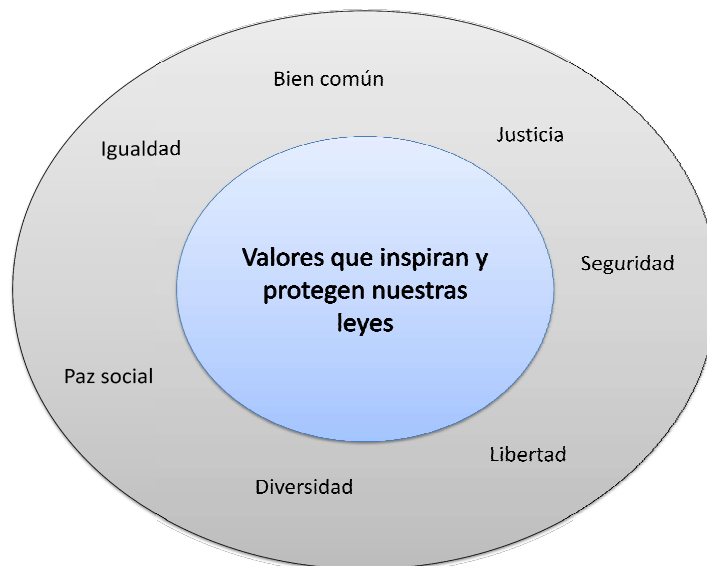 Bien común
Justicia
Igualdad
Valores que inspiran y
protegen nuestras
leyes
Seguridad
Paz social
Libertad
Diversidad